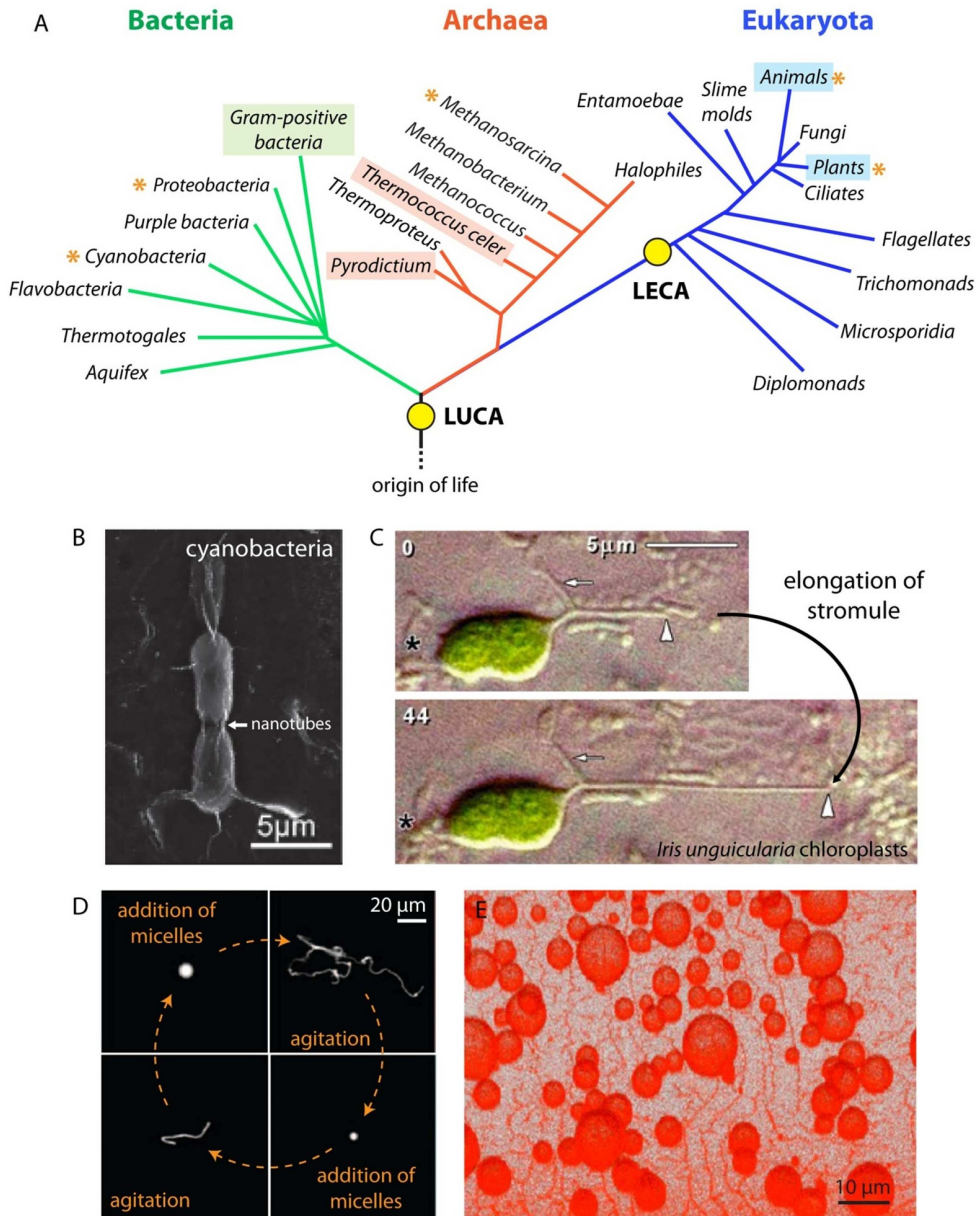 A
Bacteria
Archaea
Eukaryota
Gram-positive
bacteria
* Proteobacteria
Purple bacteria
* Cyanobacteria
Flavobacteria
Thermotogales
Aquifex
* Methanosarcina
Methanobacterium
Methanococcus
Thermococcus celer
Thermoproteus
Pyrodictium
Halophiles
Entamoebae
Slime
molds
Animals *
Fungi
Plants *
Ciliates
Flagellates
Trichomonads
Microsporidia
Diplomonads
LECA
LUCA
origin of life
B
cyanobacteria
nanotubes
5μm
C
0
5μm
*
elongation of
stromule
44
*
Iris unguicularia chloroplasts
D
addition of
micelles
20 μm
agitation
agitation
addition of
micelles
E
10 μm